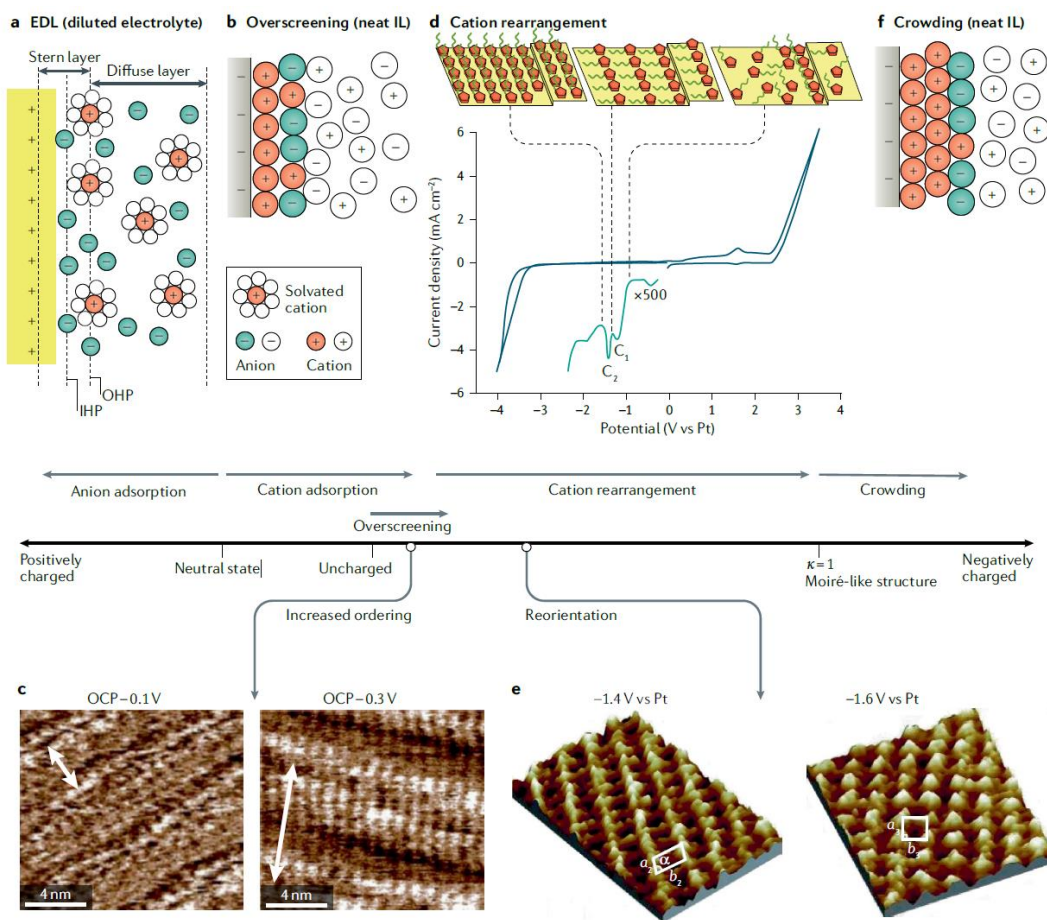 a EDL (diluted electrolyte)
Stern layer
Diffuse layer
+
−
IHP
OHP
b Overscreening (neat IL)
Solvated
cation
Anion
Cation
d Cation rearrangement
Current density (mA cm–2)
6
4
2
0
−2
−4
−6
×500
C1
C2
−4 −3 −2 −1 0 1 2 3 4
Potential (V vs Pt)
f Crowding (neat IL)
Anion adsorption
Cation adsorption
Cation rearrangement
Crowding
Overscreening
Positively
charged
Neutral state
Uncharged
κ = 1
Moiré-like structure
Negatively
charged
Increased ordering
Reorientation
c
OCP – 0.1 V
OCP – 0.3 V
4 nm
4 nm
e
−1.4 V vs Pt
−1.6 V vs Pt
a2 α b2
a3
b3